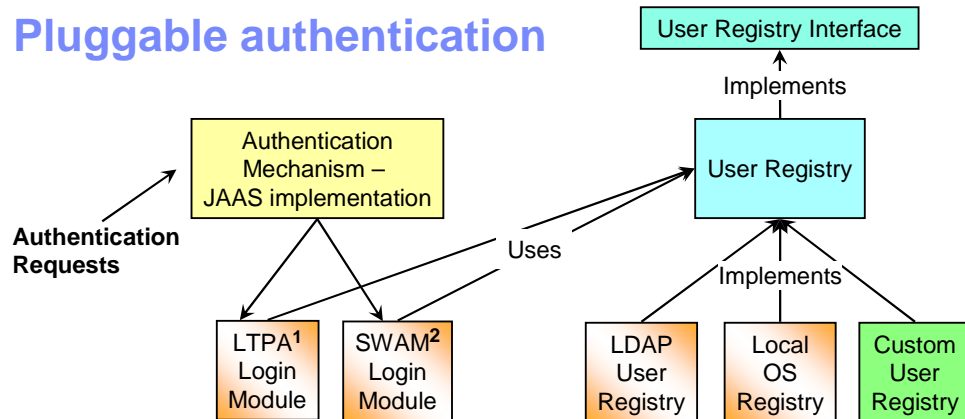 Pluggable authentication
User Registry Interface
Implements
Authentication
Mechanism –
JAAS implementation
User Registry
Authentication
Requests
Uses
Implements
LTPA1
Login
Module
SWAM2
Login
Module
LDAP
User
Registry
Local
OS
Registry
Custom
User
Registry